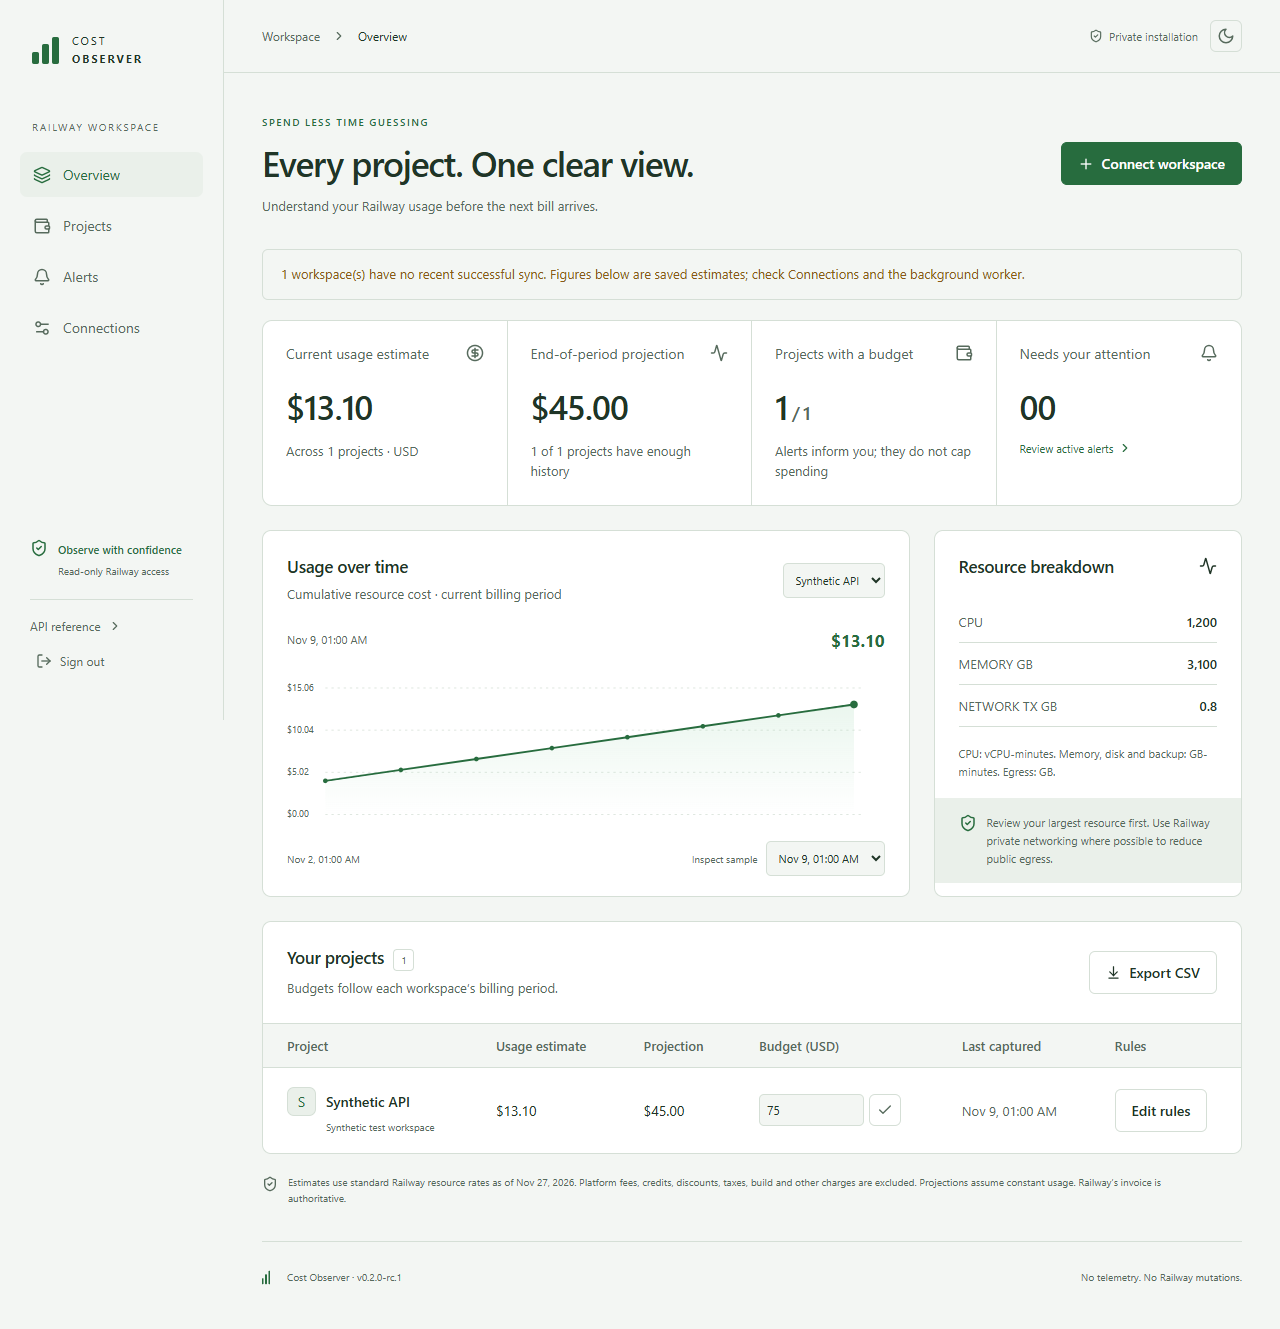 COST
OBSERVER
RAILWAY WORKSPACE
Overview
Projects
Alerts
Connections
Observe with confidence
Read-only Railway access
API reference
Sign out
Workspace > Overview
Private installation
SPEND LESS TIME GUESSING
Every project. One clear view.
Understand your Railway usage before the next bill arrives.
Connect workspace
1 workspace(s) have no recent successful sync. Figures below are saved estimates; check Connections and the background worker.
Current usage estimate
$13.10
Across 1 projects · USD
End-of-period projection
$45.00
1 of 1 projects have enough
history
Projects with a budget
1 / 1
Alerts inform you; they do not cap
spending
Needs your attention
00
Review active alerts
Usage over time
Cumulative resource cost · current billing period
Synthetic API
Nov 9, 01:00 AM
$13.10
$15.06
$10.04
$5.02
$0.00
Nov 2, 01:00 AM
Inspect sample
Nov 9, 01:00 AM
Resource breakdown
CPU 1,200
MEMORY GB 3,100
NETWORK TX GB 0.8
CPU: vCPU-minutes. Memory, disk and backup: GB-
minutes. Egress: GB.
Review your largest resource first. Use Railway
private networking where possible to reduce
public egress.
Your projects 1
Budgets follow each workspace's billing period.
Export CSV
Project Usage estimate Projection Budget (USD) Last captured Rules
S Synthetic API $13.10 $45.00 75 Nov 9, 01:00 AM Edit rules
Synthetic test workspace
Estimates use standard Railway resource rates as of Nov 27, 2026. Platform fees, credits, discounts, taxes, build and other charges are excluded. Projections assume constant usage. Railway's invoice is
authoritative.
Cost Observer · v0.2.0-rc.1
No telemetry. No Railway mutations.